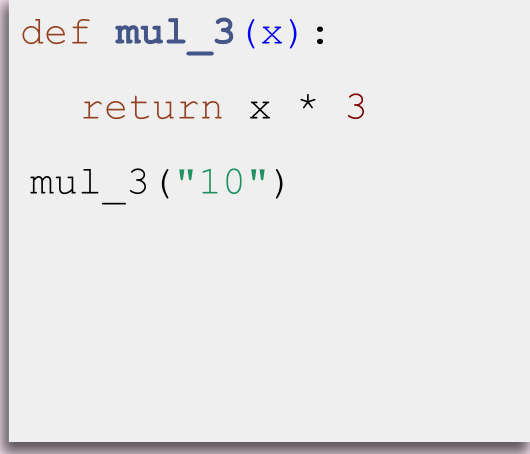 def mul_3(x):
return x * 3
mul_3("10")